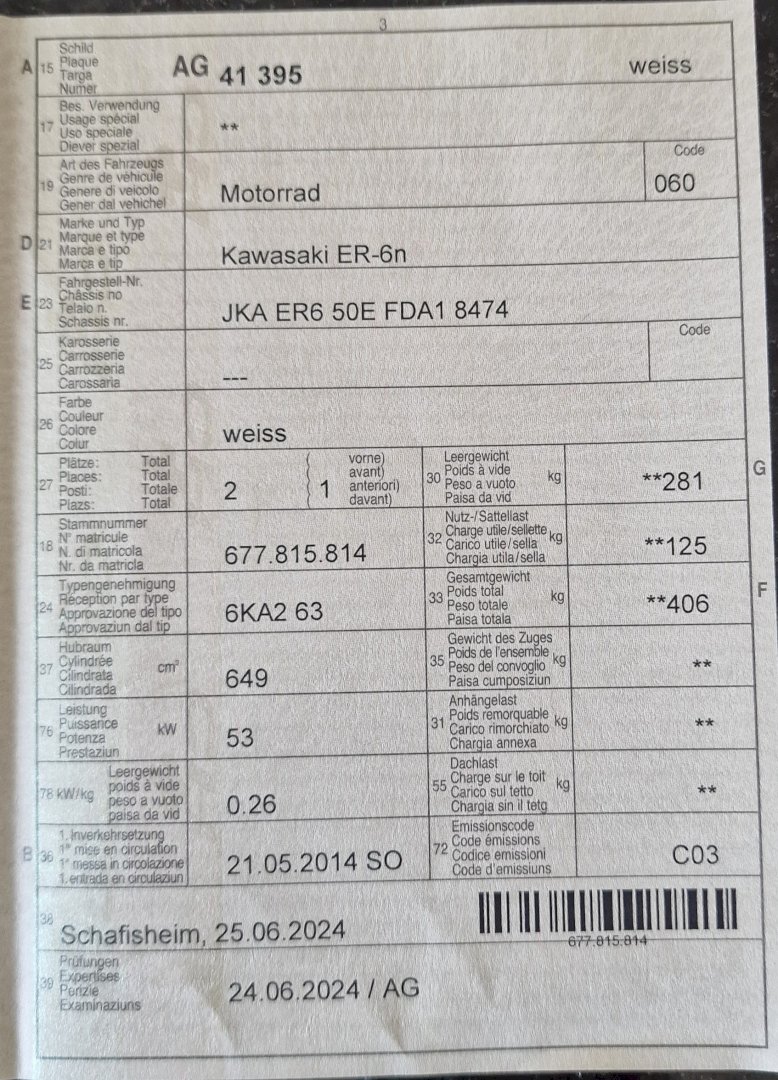 3
A 15 Schild
Plaque
Targa
Numer
AG 41 395 weiss
17 Bes. Verwendung
Usage spécial
Uso speciale
Diever spezial
**
19 Art des Fahrzeugs
Genre de véhicule
Genere di veicolo
Gener dal vehichel
Motorrad
Code
060
D 21 Marke und Typ
Marque et type
Marca e tipo
Marca e tip
Kawasaki ER-6n
E 23 Fahrgestell-Nr.
Châssis no
Telaio n.
Schassis nr.
JKA ER6 50E FDA1 8474
25 Karosserie
Carrosserie
Carrozzeria
Carossaria
---
Code
26 Farbe
Couleur
Colore
Colur
weiss
27 Plätze: Total
Places: Total
Posti: Totale
Plazs: Total
2
1
vorne)
avant)
anteriori)
davant)
30 Leergewicht
Poids à vide
Peso a vuoto
Paisa da vid
kg
**281
G
18 Stammnummer
N° matricule
N. di matricola
Nr. da matricla
677.815.814
32 Nutz-/Sattellast
Charge utile/sellette
Carico utile/sella
Chargia utila/sella
kg
**125
24 Typengenehmigung
Réception par type
Approvazione del tipo
Approvaziun dal tip
6KA2 63
33 Gesamtgewicht
Poids total
Peso totale
Paisa totala
kg
**406
F
37 Hubraum
Cylindrée
Cilindrata
Cilindrada
cm³
649
35 Gewicht des Zuges
Poids de l'ensemble
Peso del convoglio
Paisa cumposiziun
kg
**
76 Leistung
Puissance
Potenza
Prestaziun
kW
53
31 Anhängelast
Poids remorquable
Carico rimorchiato
Chargia annexa
kg
**
78 kW/kg
Leergewicht
poids à vide
peso a vuoto
paisa da vid
0.26
55 Dachlast
Charge sur le toit
Carico sul tetto
Chargia sin il tetg
kg
**
B 36 1. Inverkehrsetzung
1re mise en circulation
1a messa in circolazione
1. entrada en circulaziun
21.05.2014 SO
72 Emissionscode
Code émissions
Codice emissioni
Code d'emissiuns
C03
38
Schafisheim, 25.06.2024
677.815.814
39 Prüfungen
Expertises
Perizie
Examinaziuns
24.06.2024 / AG